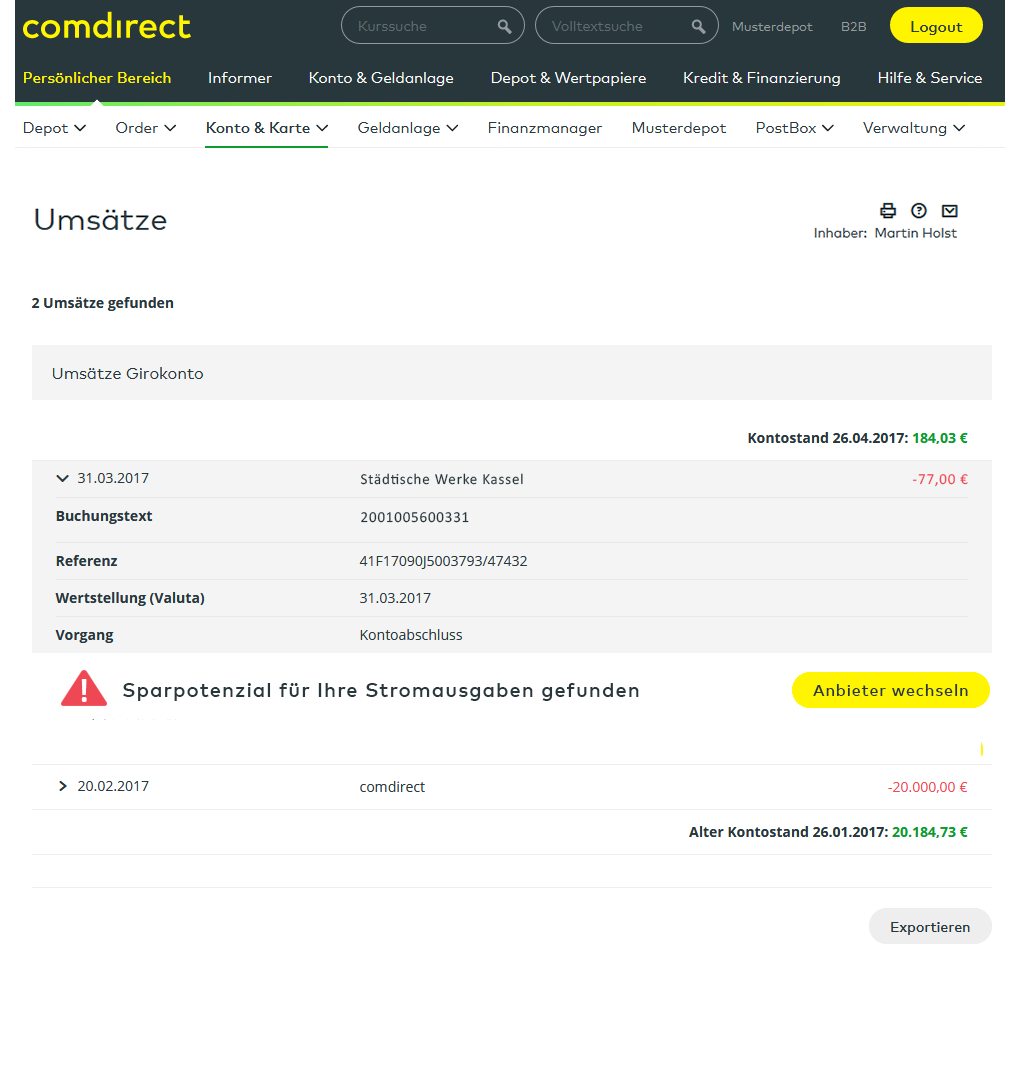 comdirect
Kurssuche
Volltextsuche
Musterdepot
B2B
Logout
Persönlicher Bereich
Informer
Konto & Geldanlage
Depot & Wertpapiere
Kredit & Finanzierung
Hilfe & Service
Depot
Order
Konto & Karte
Geldanlage
Finanzmanager
Musterdepot
PostBox
Verwaltung
Umsätze
Inhaber: Martin Holst
2 Umsätze gefunden
Umsätze Girokonto
Kontostand 26.04.2017: 184,03 €
31.03.2017 Städtische Werke Kassel -77,00 €
Buchungstext 2001005600331
Referenz 41F17090J5003793/47432
Wertstellung (Valuta) 31.03.2017
Vorgang Kontoabschluss
Sparpotenzial für Ihre Stromausgaben gefunden
Anbieter wechseln
20.02.2017 comdirect -20.000,00 €
Alter Kontostand 26.01.2017: 20.184,73 €
Exportieren